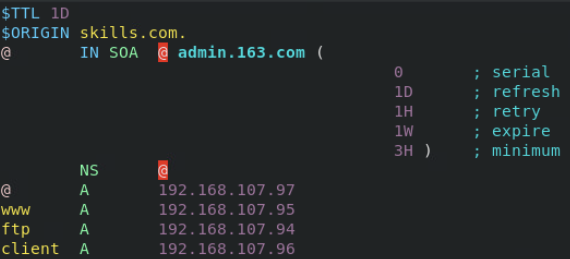 $TTL 1D
$ORIGIN skills.com.
@ IN SOA @ admin.163.com (
0 ; serial
1D ; refresh
1H ; retry
1W ; expire
3H ) ; minimum
NS @
@ A 192.168.107.97
www A 192.168.107.95
ftp A 192.168.107.94
client A 192.168.107.96